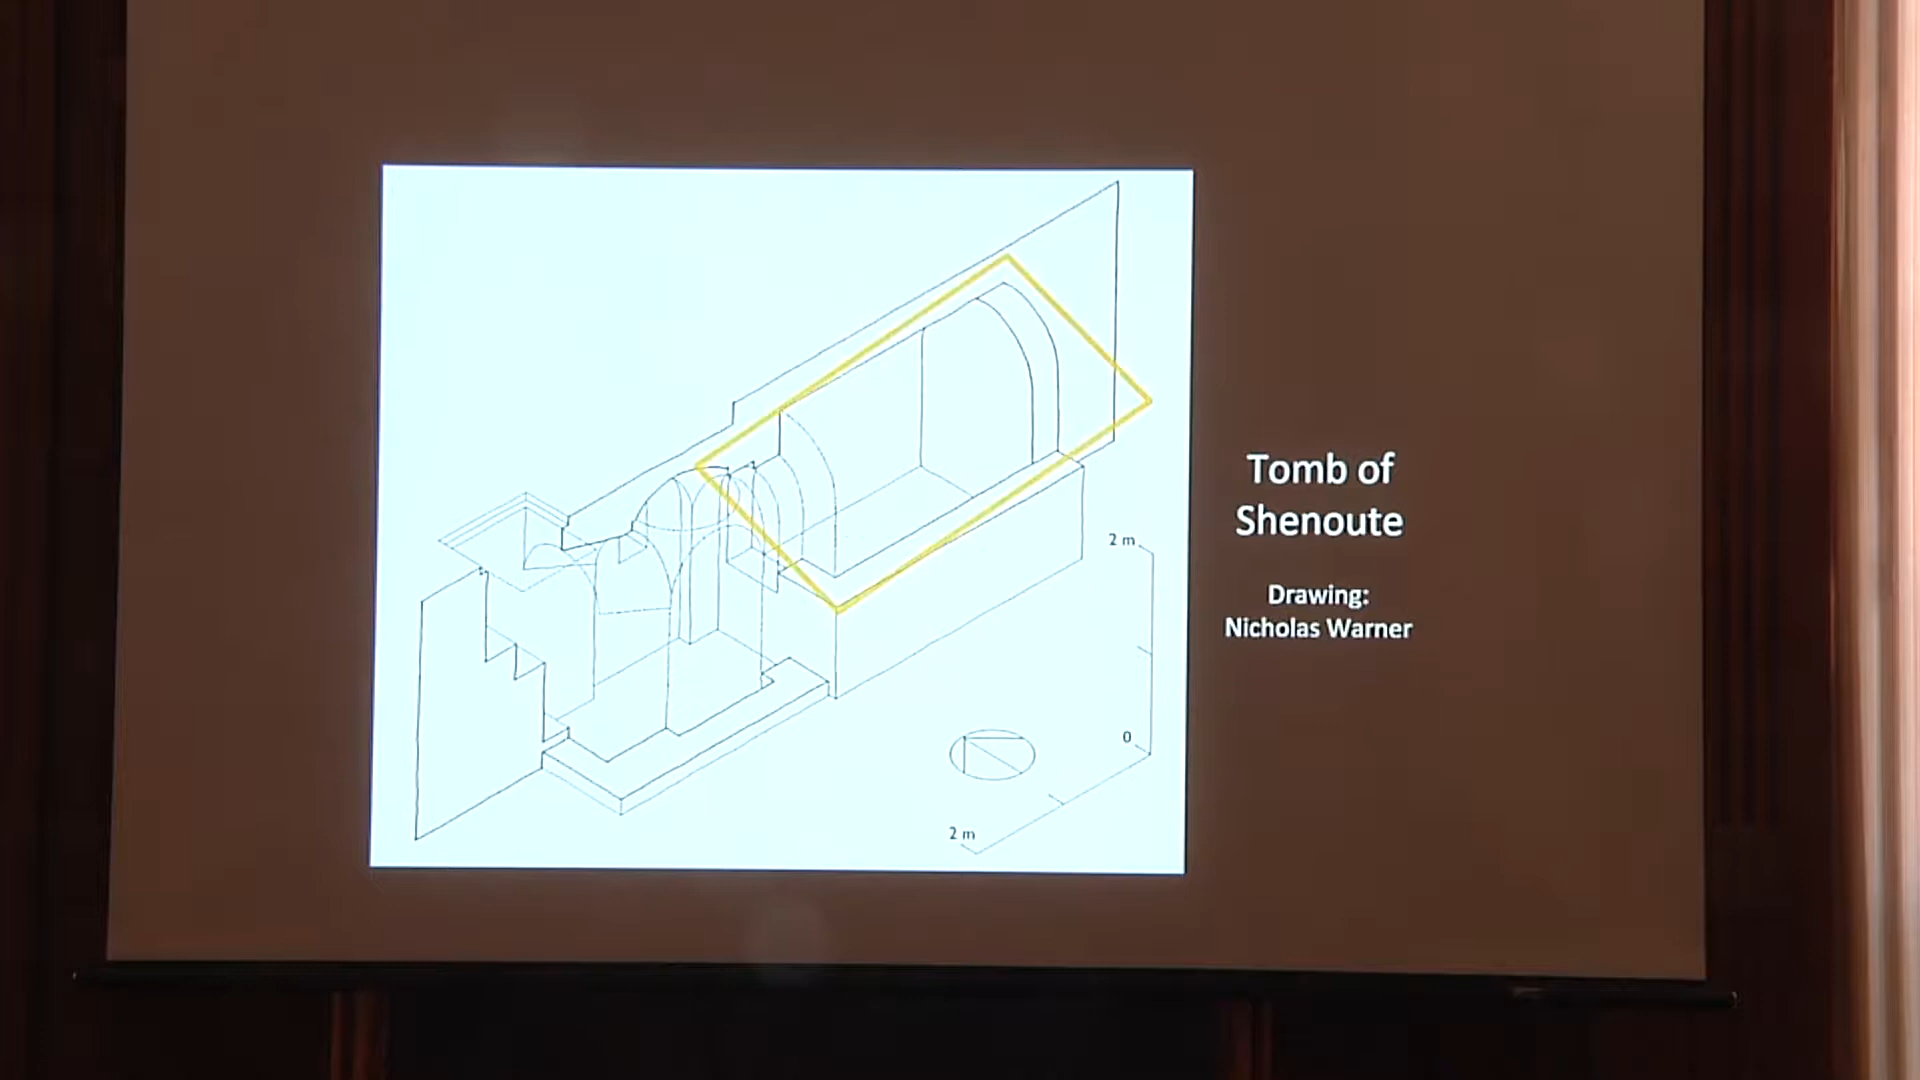 Tomb of
Shenoute
Drawing:
Nicholas Warner
2 m
0
2 m